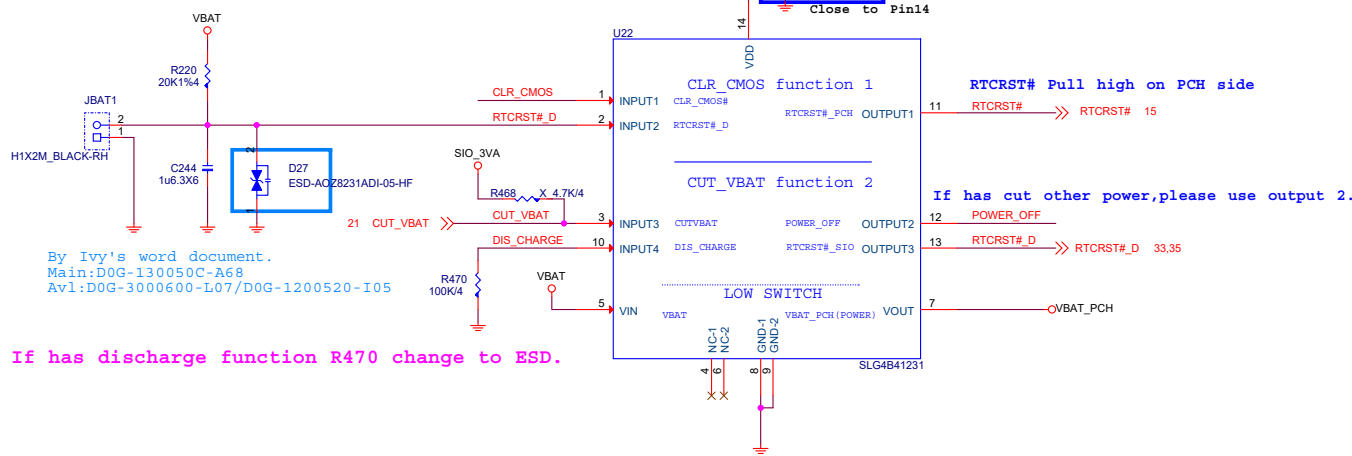 Close to Pin14
VBAT
14
U22
VDD
R220
20K1%4
CLR_CMOS function 1
RTCRST# Pull high on PCH side
JBAT1
2
1
H1X2M_BLACK-RH
CLR_CMOS
1
INPUT1
CLR_CMOS#
RTCRST#_PCH
OUTPUT1
11
RTCRST#
RTCRST# 15
RTCRST#_D
2
INPUT2
RTCRST#_D
C244
1u6.3X6
2
1
D27
ESD-AOZ8231ADI-05-HF
SIO_3VA
R468
X 4.7K/4
CUT_VBAT function 2
If has cut other power,please use output 2.
21 CUT_VBAT
CUT_VBAT
3
INPUT3
CUTVBAT
POWER_OFF
OUTPUT2
12
POWER_OFF
DIS_CHARGE
10
INPUT4
DIS_CHARGE
RTCRST#_SIO
OUTPUT3
13
RTCRST#_D
RTCRST#_D 33,35
By Ivy's word document.
Main:D0G-130050C-A68
Avl:D0G-3000600-L07/D0G-1200520-I05
R470
100K/4
VBAT
LOW SWITCH
5
VIN
VBAT
VBAT_PCH(POWER)
VOUT
7
VBAT_PCH
If has discharge function R470 change to ESD.
NC-1
NC-2
GND-1
GND-2
4
6
8
9
SLG4B41231